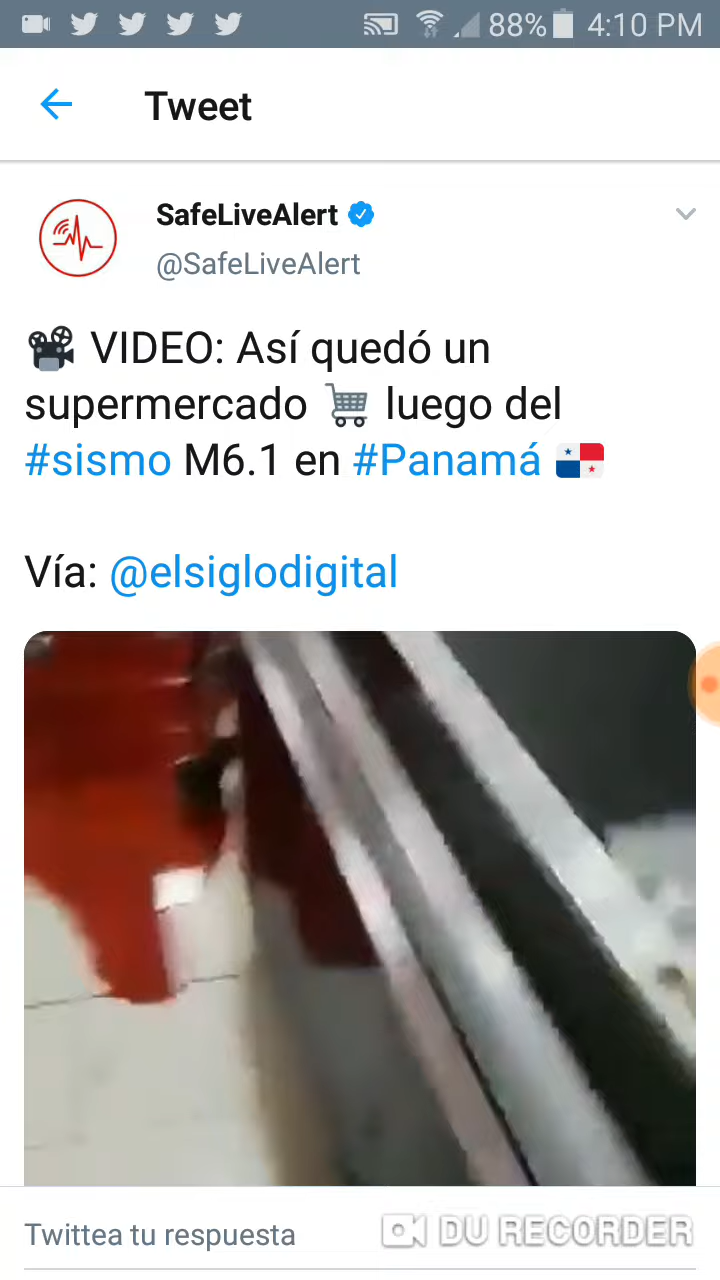 88% 4:10 PM
Tweet
SafeLiveAlert
@SafeLiveAlert
VIDEO: Así quedó un
supermercado luego del
#sismo M6.1 en #Panamá
Vía: @elsiglodigital
Twittea tu respuesta
DU RECORDER